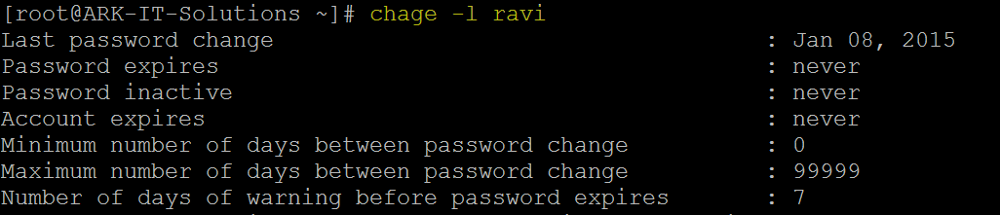 [root@ARK-IT-Solutions ~]# chage -l ravi
Last password change : Jan 08, 2015
Password expires : never
Password inactive : never
Account expires : never
Minimum number of days between password change : 0
Maximum number of days between password change : 99999
Number of days of warning before password expires : 7